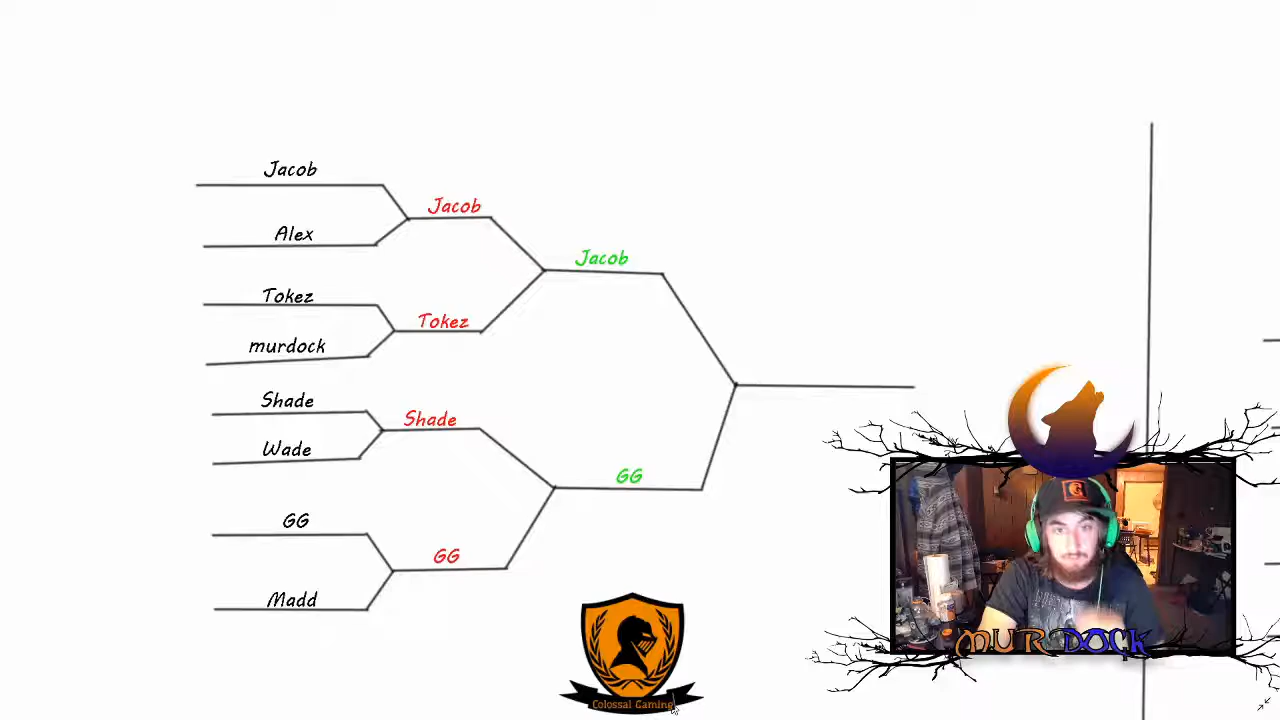 Jacob
Alex
Tokez
murdock
Shade
Wade
GG
Madd
Jacob
Tokez
Shade
GG
Jacob
GG
Colossal Gaming
MURDOCK